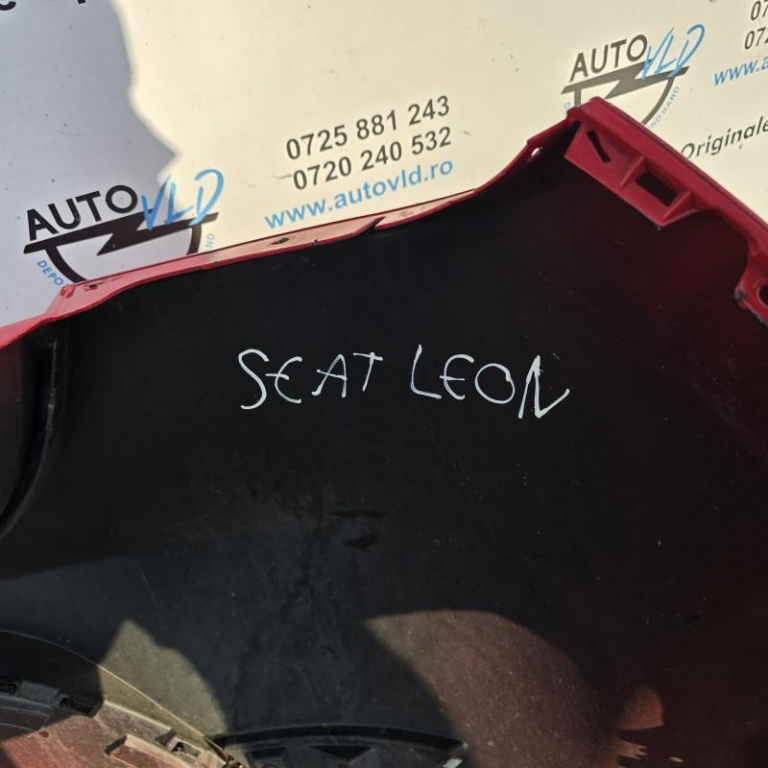 AUTO VLD
0725 881 243
0720 240 532
www.autovld.ro
AUTO VLD
Originale
SEAT LEON